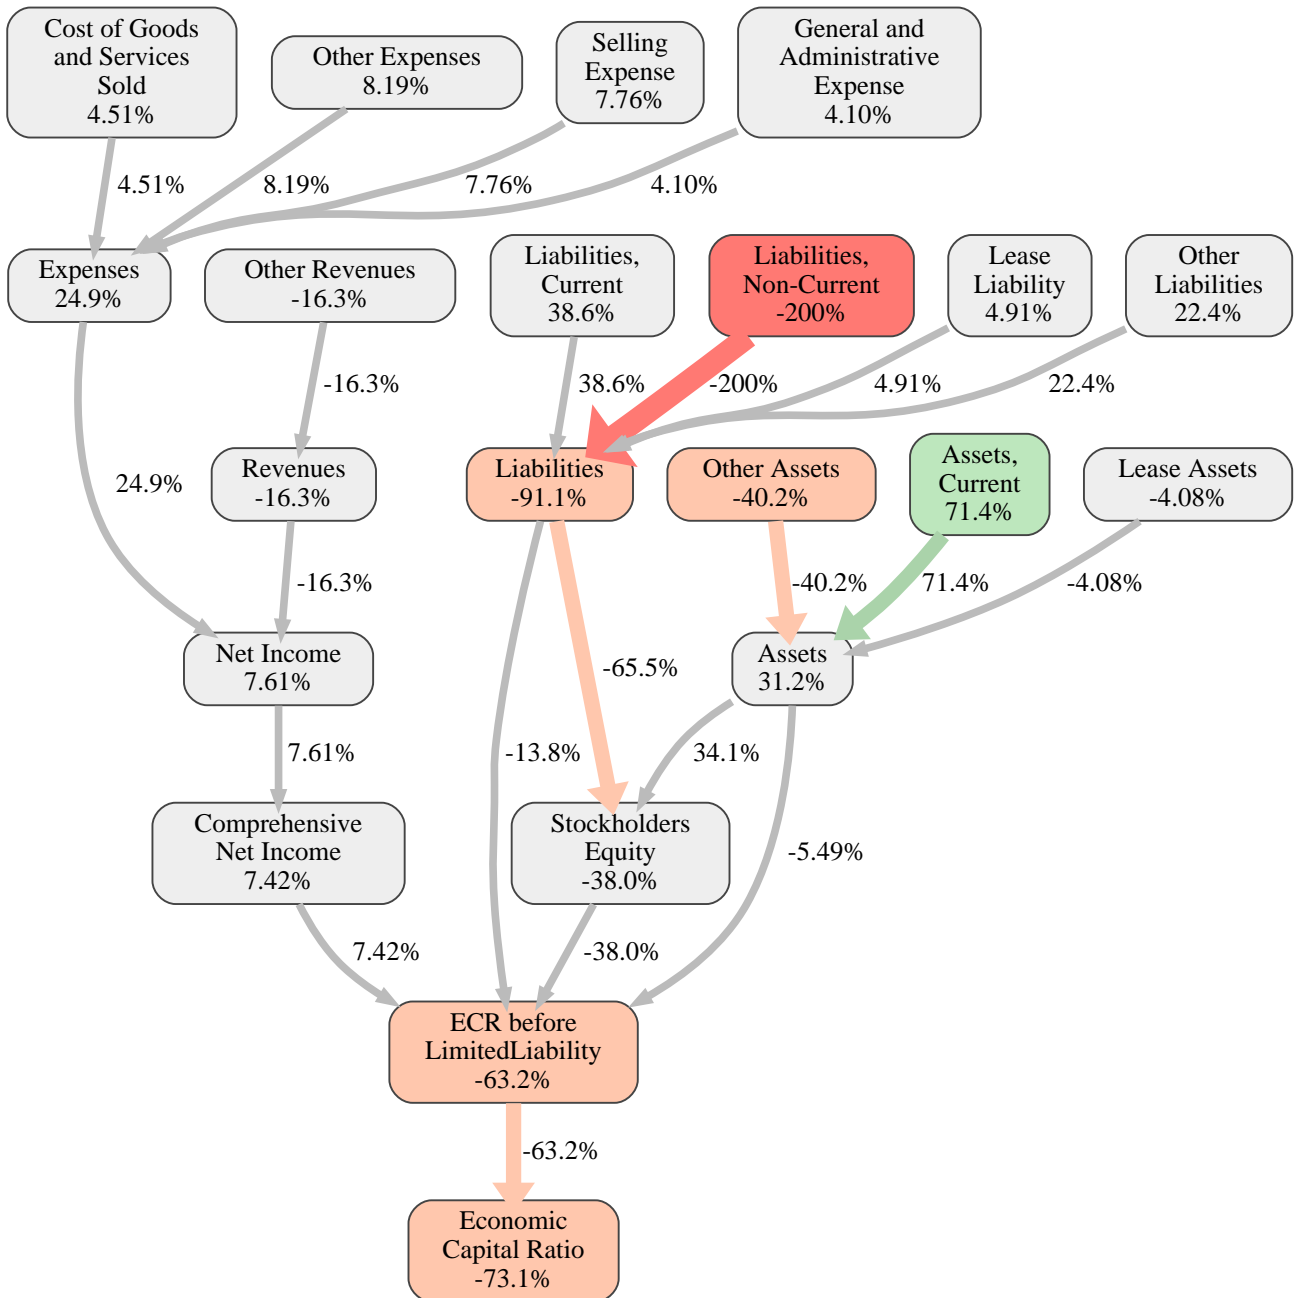 Cost of Goods
and Services
Sold
4.51%
Other Expenses
8.19%
Selling
Expense
7.76%
General and
Administrative
Expense
4.10%
4.51%
8.19%
7.76%
4.10%
Expenses
24.9%
Other Revenues
-16.3%
Liabilities,
Current
38.6%
Liabilities,
Non-Current
-200%
Lease
Liability
4.91%
Other
Liabilities
22.4%
-16.3%
38.6%
-200%
4.91%
22.4%
24.9%
Revenues
-16.3%
Liabilities
-91.1%
Other Assets
-40.2%
Assets,
Current
71.4%
Lease Assets
-4.08%
-16.3%
-40.2%
71.4%
-4.08%
Net Income
7.61%
-65.5%
Assets
31.2%
7.61%
-13.8%
34.1%
Comprehensive
Net Income
7.42%
Stockholders
Equity
-38.0%
-5.49%
7.42%
-38.0%
ECR before
LimitedLiability
-63.2%
-63.2%
Economic
Capital Ratio
-73.1%